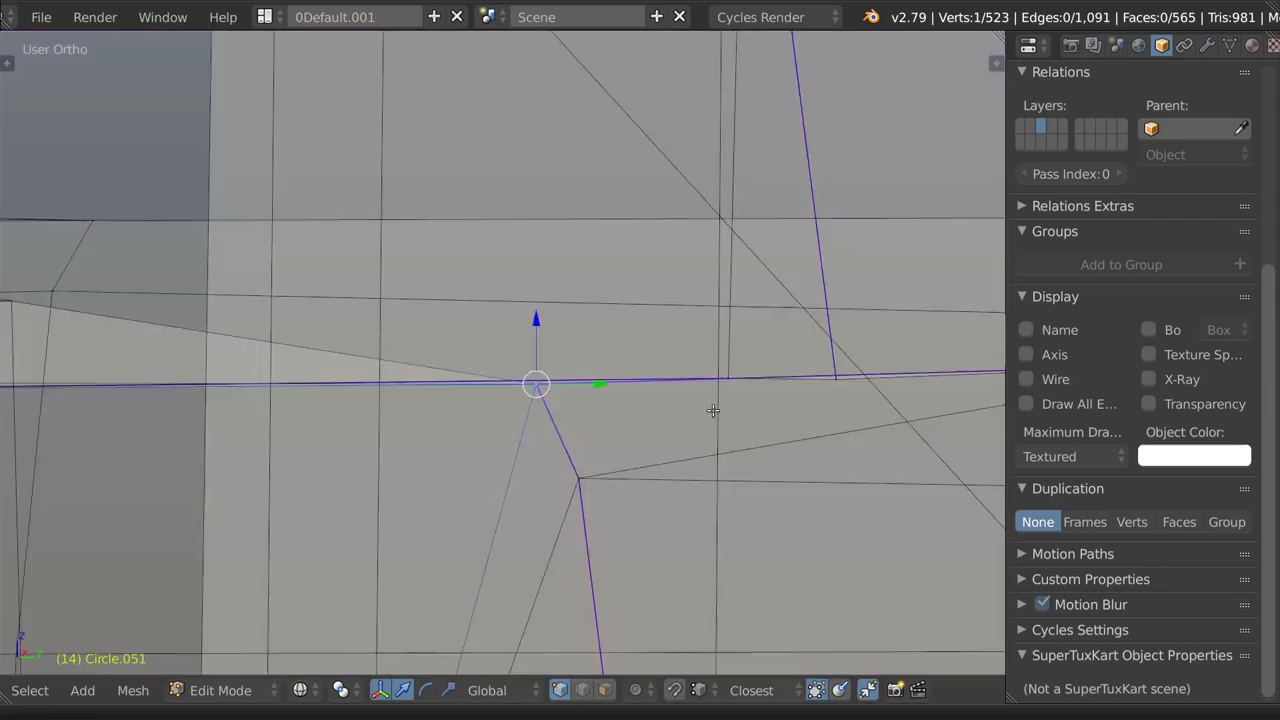 File Render Window Help 0Default.001 Scene Cycles Render v2.79 | Verts:1/523 | Edges:0/1,091 | Faces:0/565 | Tris:981 | M
User Ortho
Relations
Layers: Parent:
Object
Pass Index: 0
Relations Extras
Groups
Add to Group
Display
Name Bo Box
Axis Texture Sp...
Wire X-Ray
Draw All E... Transparency
Maximum Dra... Object Color:
Textured
Duplication
None Frames Verts Faces Group
Motion Paths
Custom Properties
Motion Blur
Cycles Settings
SuperTuxKart Object Properties
(Not a SuperTuxKart scene)
z
x y
(14) Circle.051
Select Add Mesh Edit Mode Global Closest